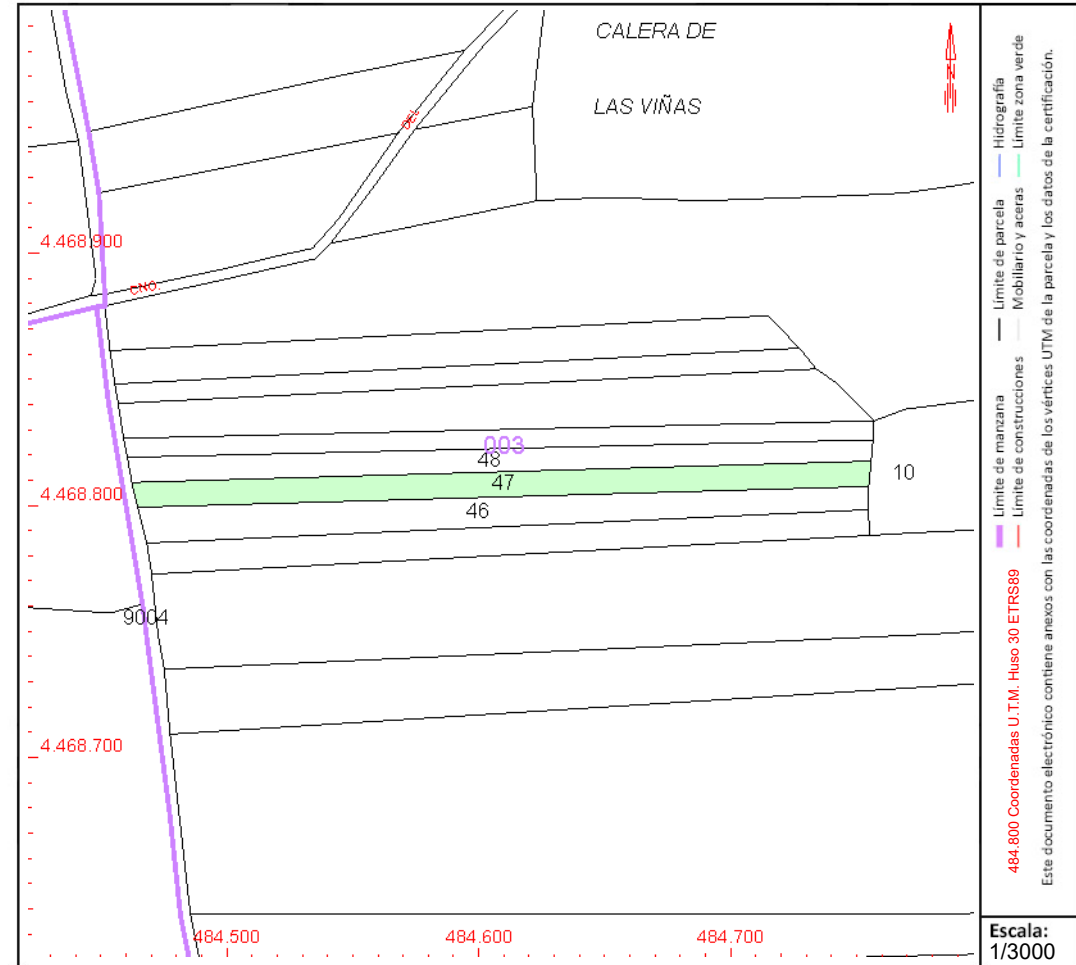 CALERA DE
LAS VIÑAS
N
DEL
4.468.900
CNO.
003
48
47
46
10
4.468.800
9004
4.468.700
484.500
484.600
484.700
484.800 Coordenadas U.T.M. Huso 30 ETRS89
Límite de manzana
Límite de parcela
Hidrografía
Límite de construcciones
Mobiliario y aceras
Límite zona verde
Este documento electrónico contiene anexos con las coordenadas de los vértices UTM de la parcela y los datos de la certificación.
Escala:
1/3000